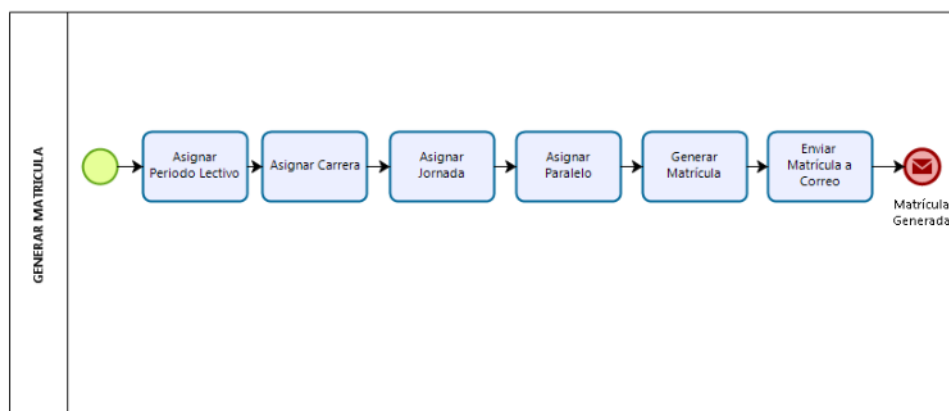 GENERAR MATRICULA
Asignar
Periodo Lectivo
Asignar Carrera
Asignar
Jornada
Asignar
Paralelo
Generar
Matrícula
Enviar
Matrícula a
Correo
Matrícula
Generada